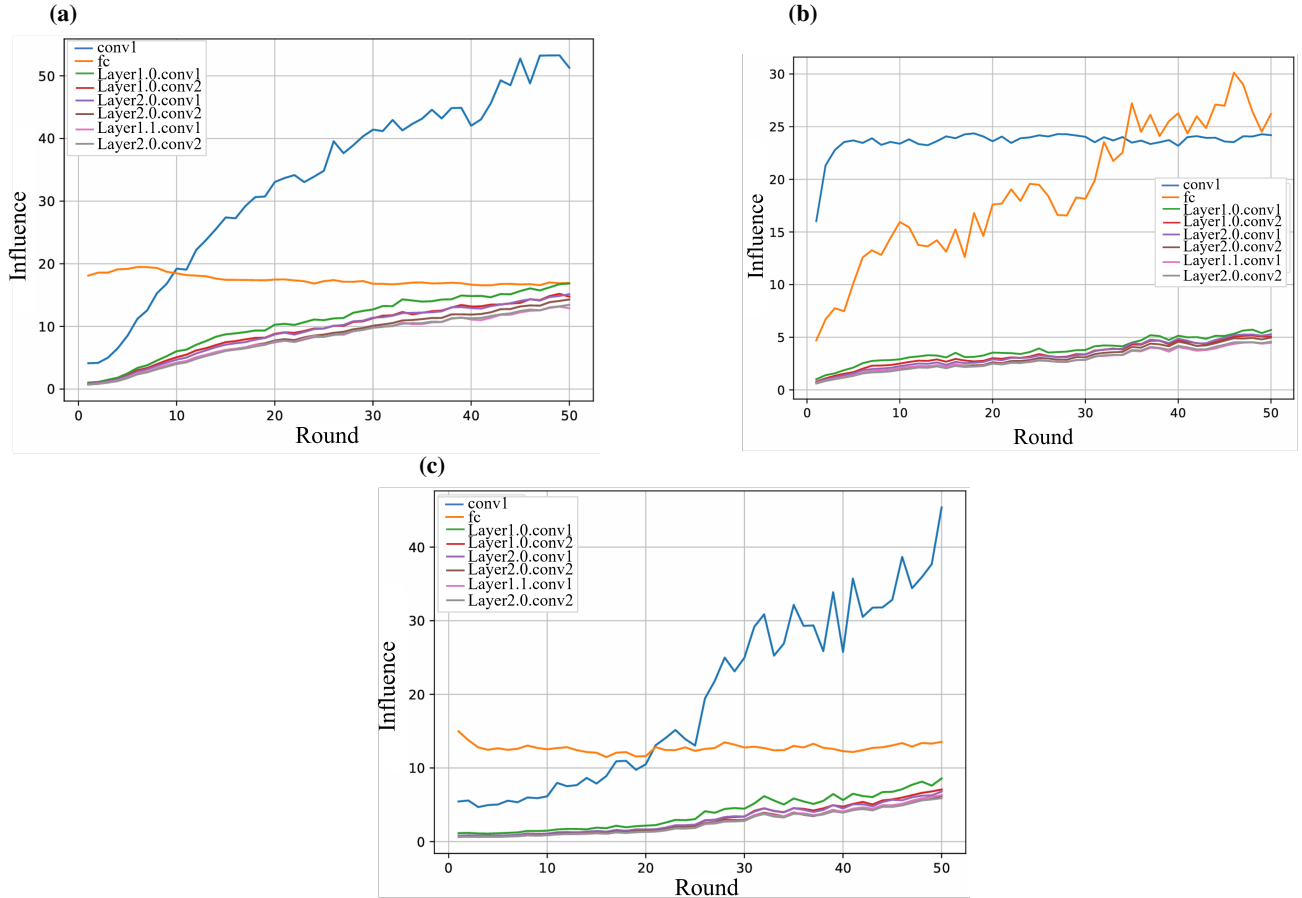 (a)
conv1
fc
Layer1.0.conv1
Layer1.0.conv2
Layer2.0.conv1
Layer2.0.conv2
Layer1.1.conv1
Layer2.0.conv2
50
40
30
20
10
0
Influence
0 10 20 30 40 50
Round
(b)
30
25
20
15
10
5
0
Influence
conv1
fc
Layer1.0.conv1
Layer1.0.conv2
Layer2.0.conv1
Layer2.0.conv2
Layer1.1.conv1
Layer2.0.conv2
0 10 20 30 40 50
Round
(c)
conv1
fc
Layer1.0.conv1
Layer1.0.conv2
Layer2.0.conv1
Layer2.0.conv2
Layer1.1.conv1
Layer2.0.conv2
40
30
20
10
0
Influence
0 10 20 30 40 50
Round